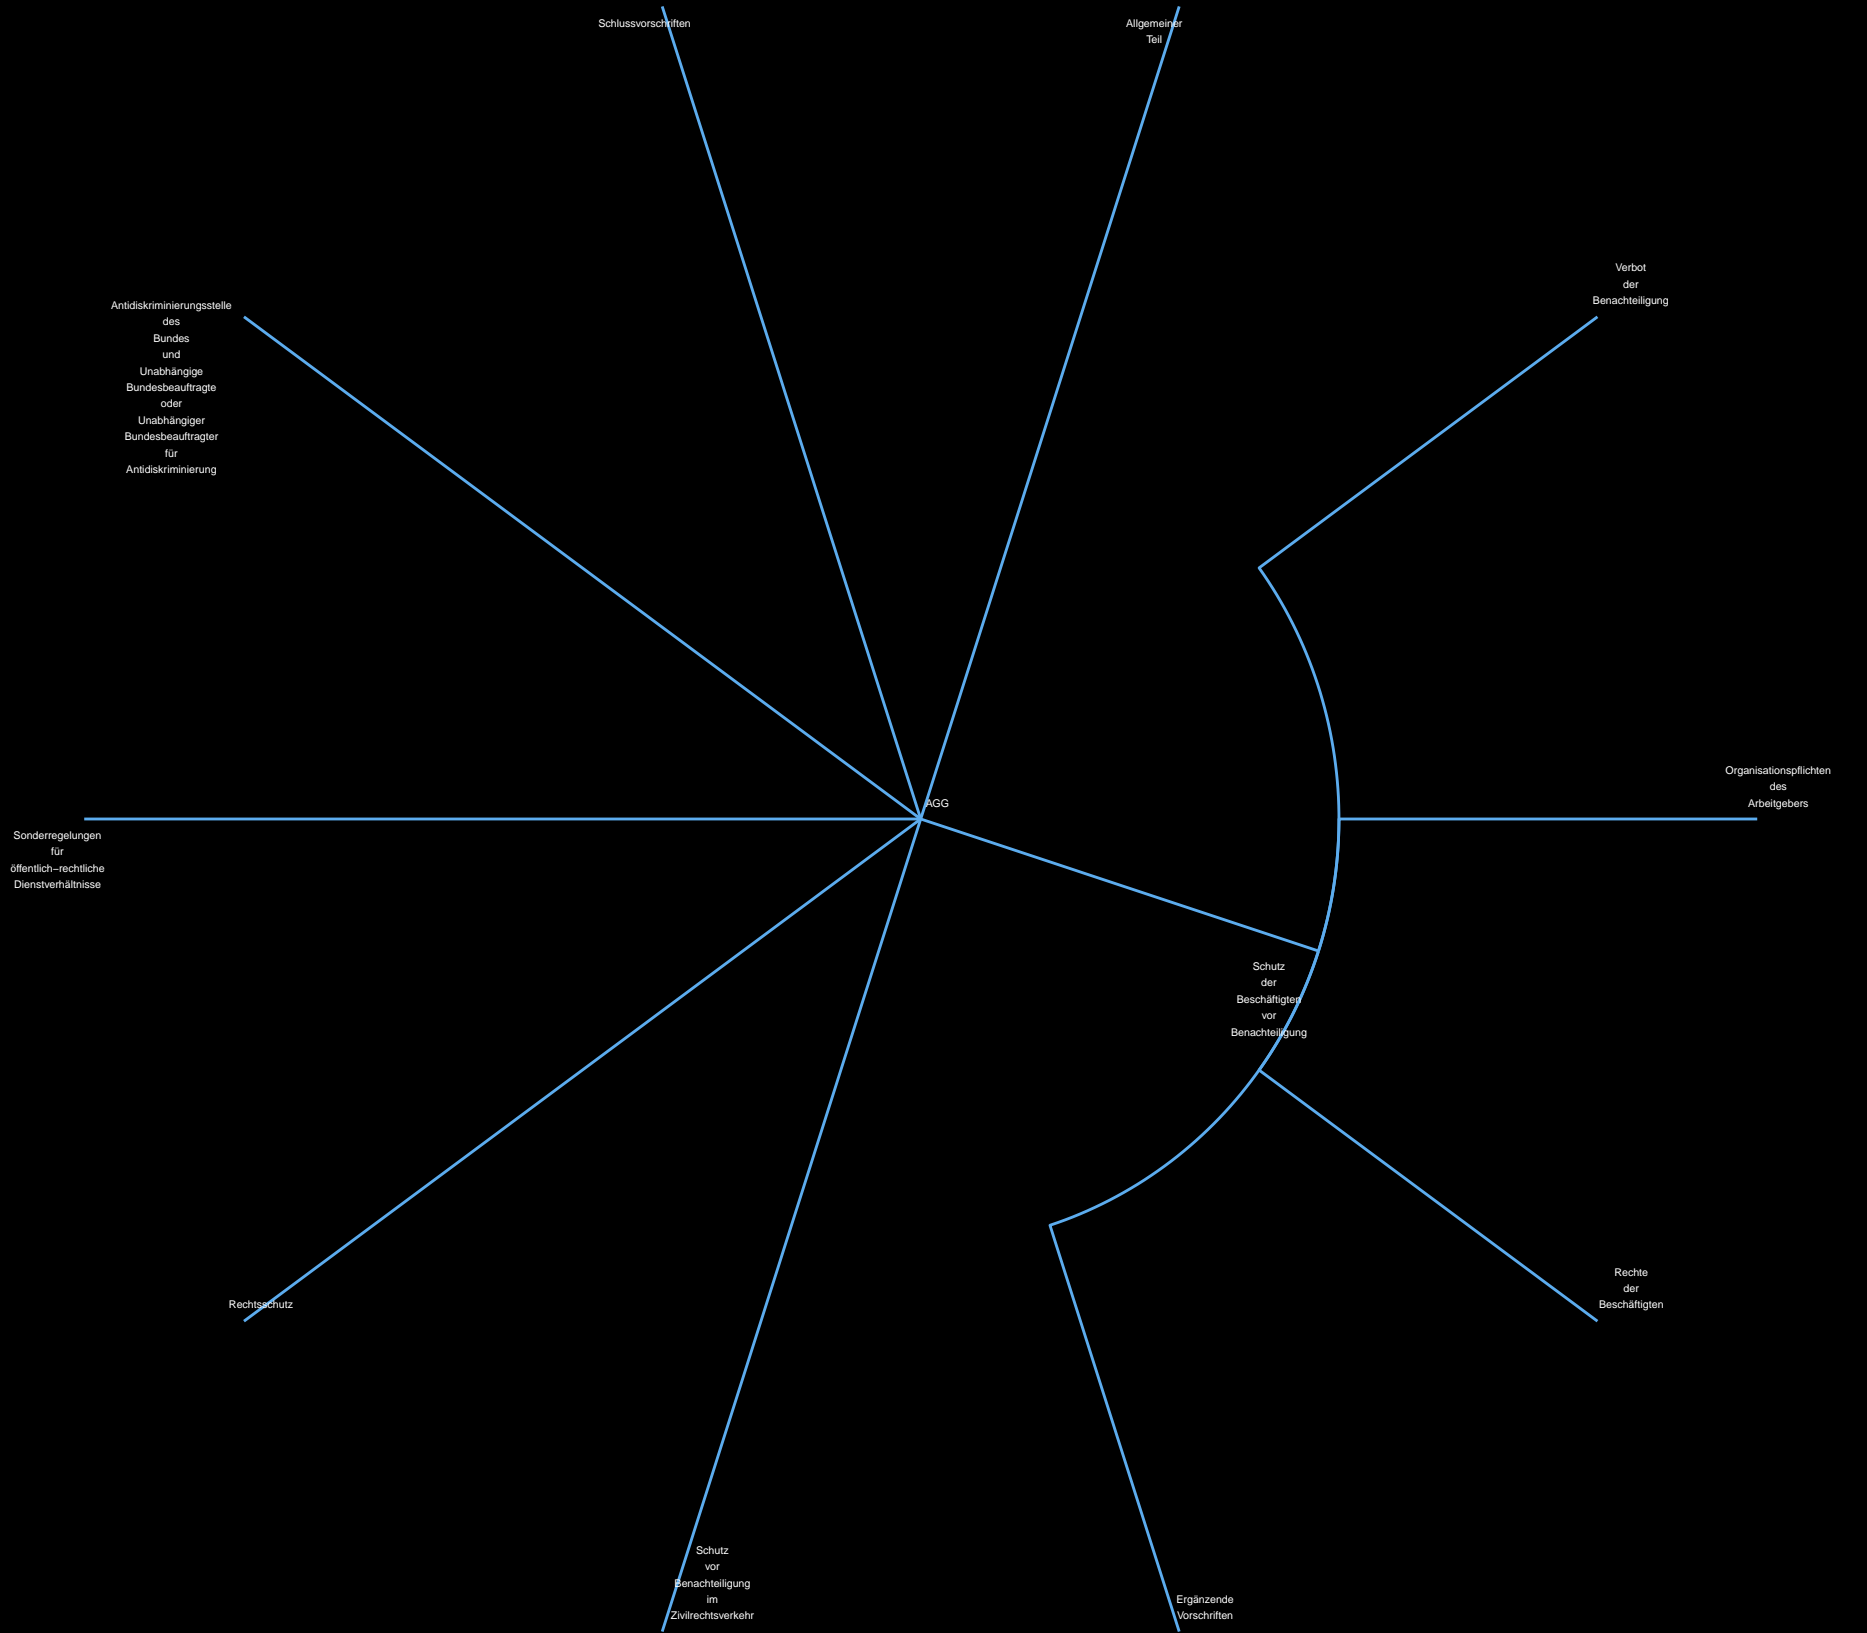 Schlussvorschriften
Allgemeiner
Teil
Verbot
der
Benachteiligung
Antidiskriminierungsstelle
des
Bundes
und
Unabhängige
Bundesbeauftragte
oder
Unabhängiger
Bundesbeauftragter
für
Antidiskriminierung
Organisationspflichten
des
Arbeitgebers
AGG
Sonderregelungen
für
öffentlich−rechtliche
Dienstverhältnisse
Schutz
der
Beschäftigten
vor
Benachteiligung
Rechte
der
Beschäftigten
Rechtsschutz
Schutz
vor
Benachteiligung
im
Zivilrechtsverkehr
Ergänzende
Vorschriften